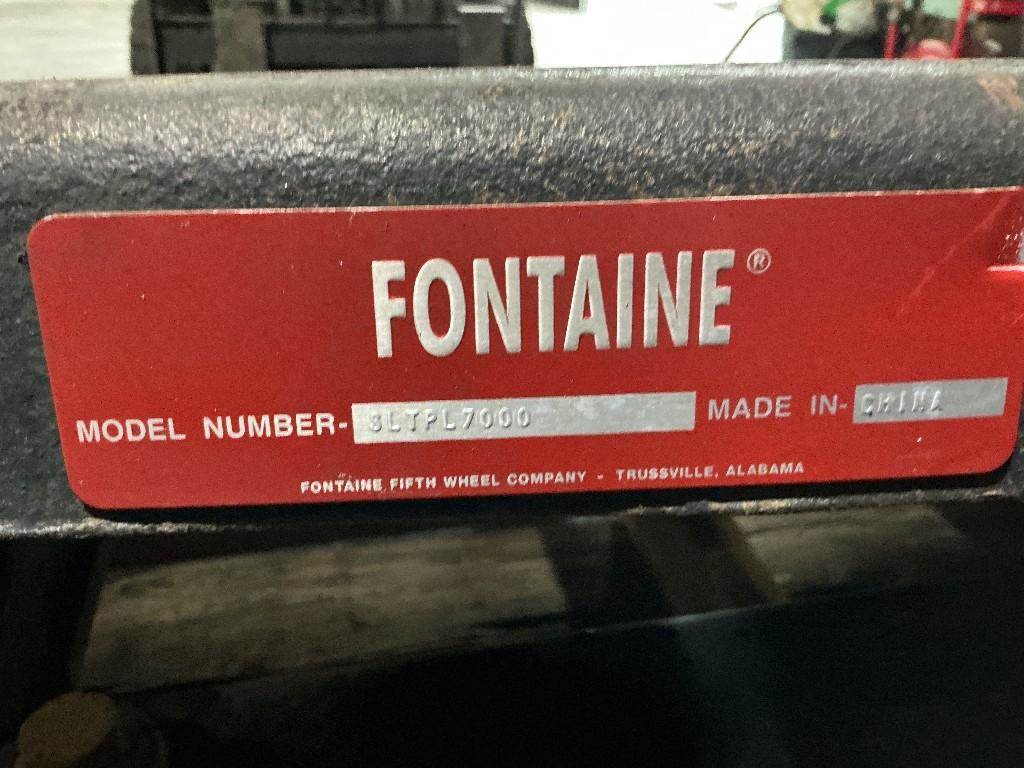 FONTAINE®
MODEL NUMBER- SLTPL7000 MADE IN- CHINA
FONTAINE FIFTH WHEEL COMPANY - TRUSSVILLE, ALABAMA